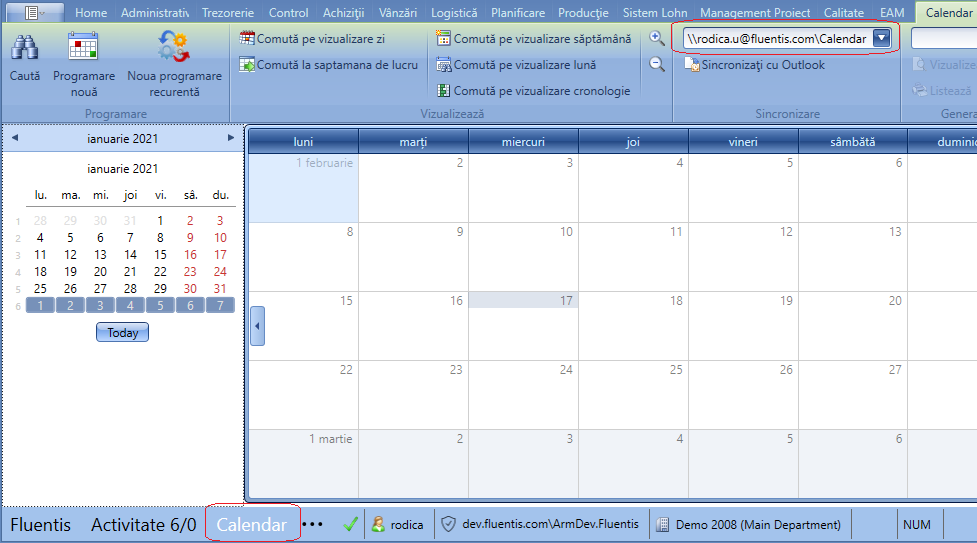 Home Administrativ Trezorerie Control Achiziții Vânzări Logistică Planificare Producție Sistem Lohn Management Proiect Calitate EAM Calendar
Caută
Programare nouă
Noua programare recurentă
Programare
Comută pe vizualizare zi
Comută la saptamana de lucru
Comută pe vizualizare săptămână
Comută pe vizualizare lună
Comută pe vizualizare cronologie
Vizualizează
\\rodica.u@fluentis.com\Calendar
Sincronizați cu Outlook
Sincronizare
Vizualize
Listează
Genera
ianuarie 2021
ianuarie 2021
lu. ma. mi. joi vi. sâ. du.
1 28 29 30 31 1 2 3
2 4 5 6 7 8 9 10
3 11 12 13 14 15 16 17
4 18 19 20 21 22 23 24
5 25 26 27 28 29 30 31
6 1 2 3 4 5 6 7
Today
luni marți miercuri joi vineri sâmbătă duminic
1 februarie 2 3 4 5 6
8 9 10 11 12 13
15 16 17 18 19 20
22 23 24 25 26 27
1 martie 2 3 4 5 6
Fluentis Activitate 6/0 Calendar ••• rodica dev.fluentis.com\ArmDev.Fluentis Demo 2008 (Main Department) NUM